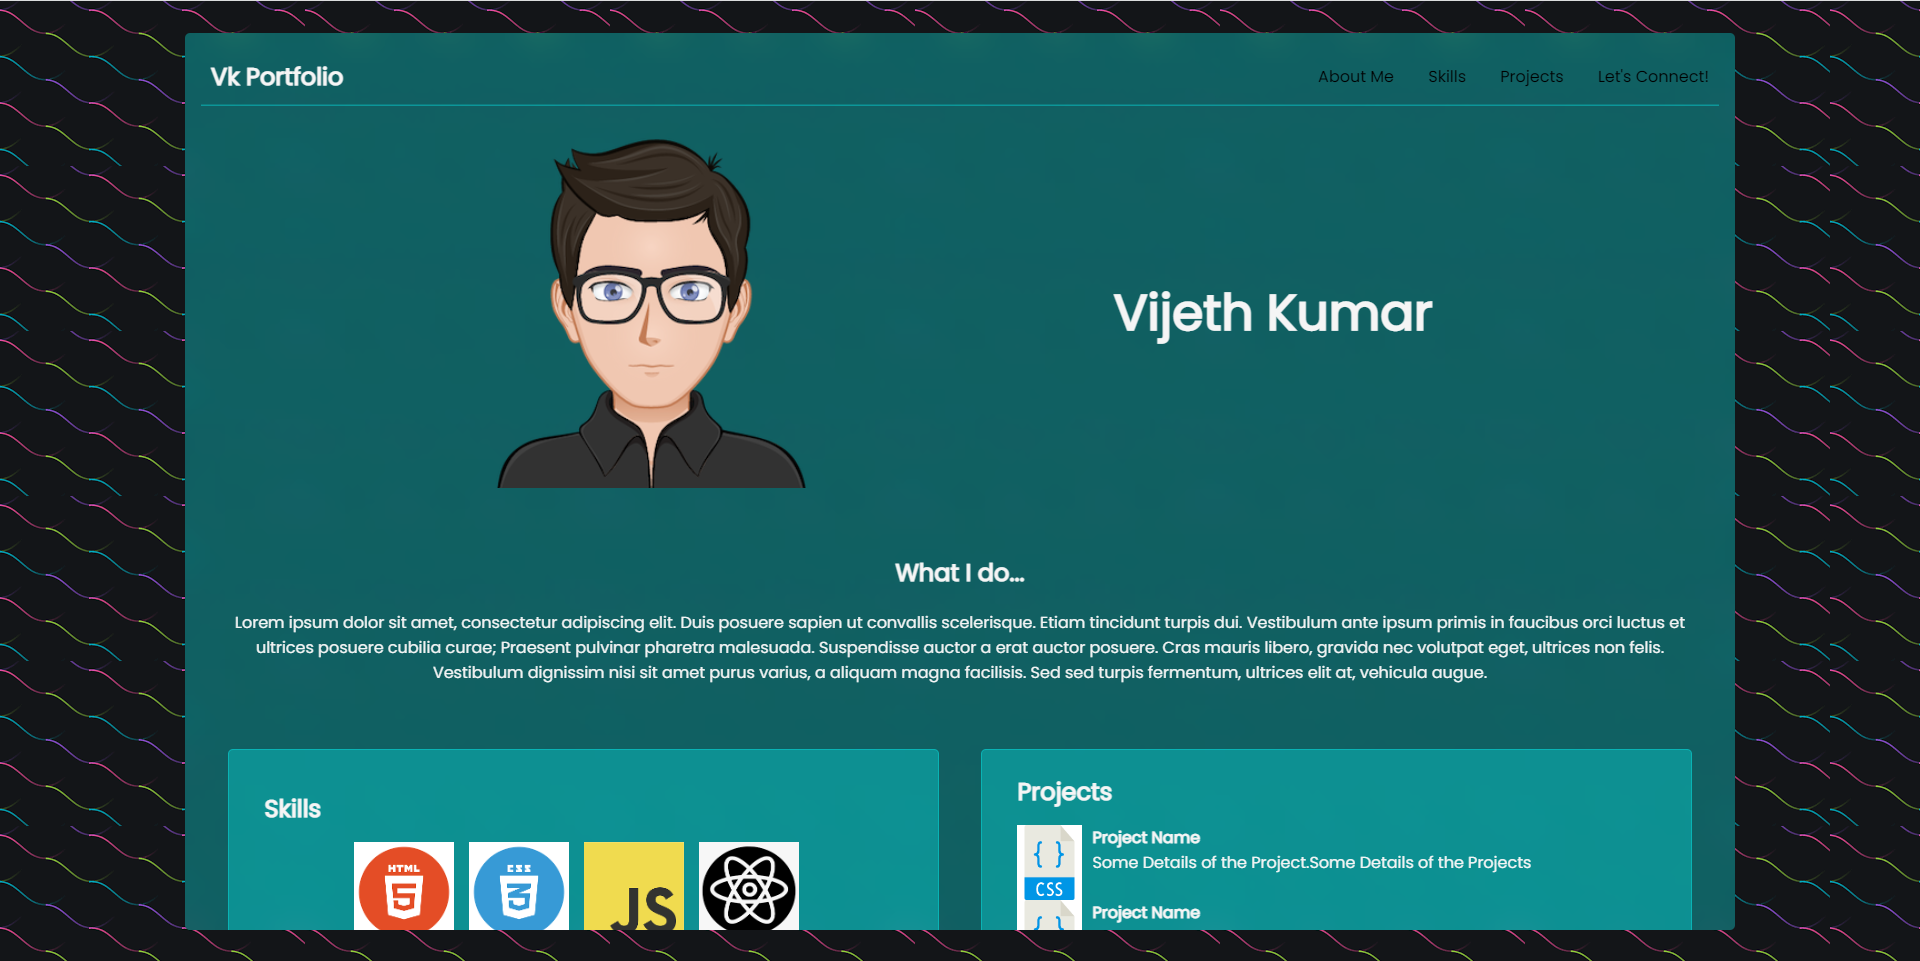 Vk Portfolio
About Me Skills Projects Let's Connect!
Vijeth Kumar
What I do...
Lorem ipsum dolor sit amet, consectetur adipiscing elit. Duis posuere sapien ut convallis scelerisque. Etiam tincidunt turpis dui. Vestibulum ante ipsum primis in faucibus orci luctus et
ultrices posuere cubilia curae; Praesent pulvinar pharetra malesuada. Suspendisse auctor a erat auctor posuere. Cras mauris libero, gravida nec volutpat eget, ultrices non felis.
Vestibulum dignissim nisi sit amet purus varius, a aliquam magna facilisis. Sed sed turpis fermentum, ultrices elit at, vehicula augue.
Skills
HTML
5
CSS
3
JS
Projects
{ }
CSS
Project Name
Some Details of the Project.Some Details of the Projects
{ }
Project Name